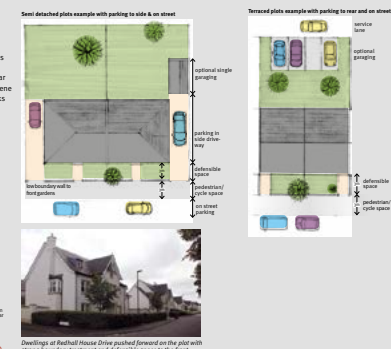 Semi detached plots example with parking to side & on street
optional single
garaging
parking in
side drive-
way
defensible
space
low boundary wall to
front gardens
pedestrian/
cycle space
on street
parking
Terraced plots example with parking to rear and on street
service
lane
optional
garaging
defensible
space
pedestrian/
cycle space
Dwellings at Redhall House Drive pushed forward on the plot with